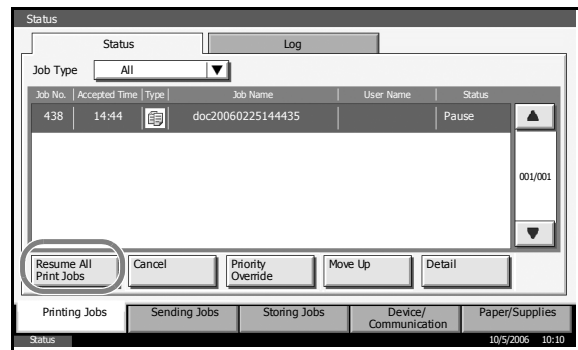 Status
Status Log
Job Type All
Job No. Accepted Time Type Job Name User Name Status
438 14:44 doc20060225144435 Pause
001/001
Resume All Cancel Priority Move Up Detail
Print Jobs Override
Printing Jobs Sending Jobs Storing Jobs Device/ Paper/Supplies
Communication
Status 10/5/2006 10:10